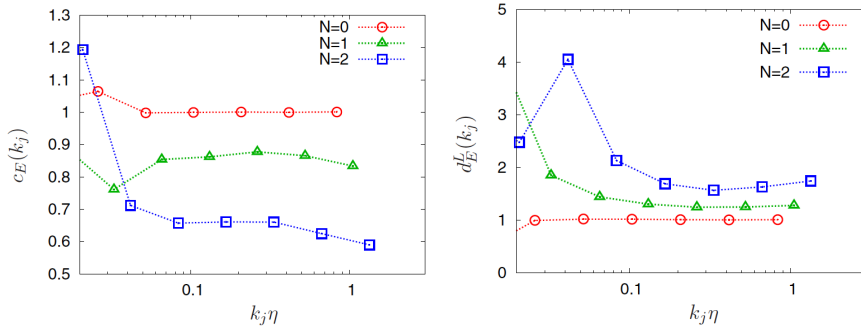 1.3
1.2
1.1
1
0.9
0.8
0.7
0.6
0.5
c_E(k_j)
N=0
N=1
N=2
0.1
1
k_jη
5
4
3
2
1
0
d_E^L(k_j)
N=0
N=1
N=2
0.1
1
k_jη